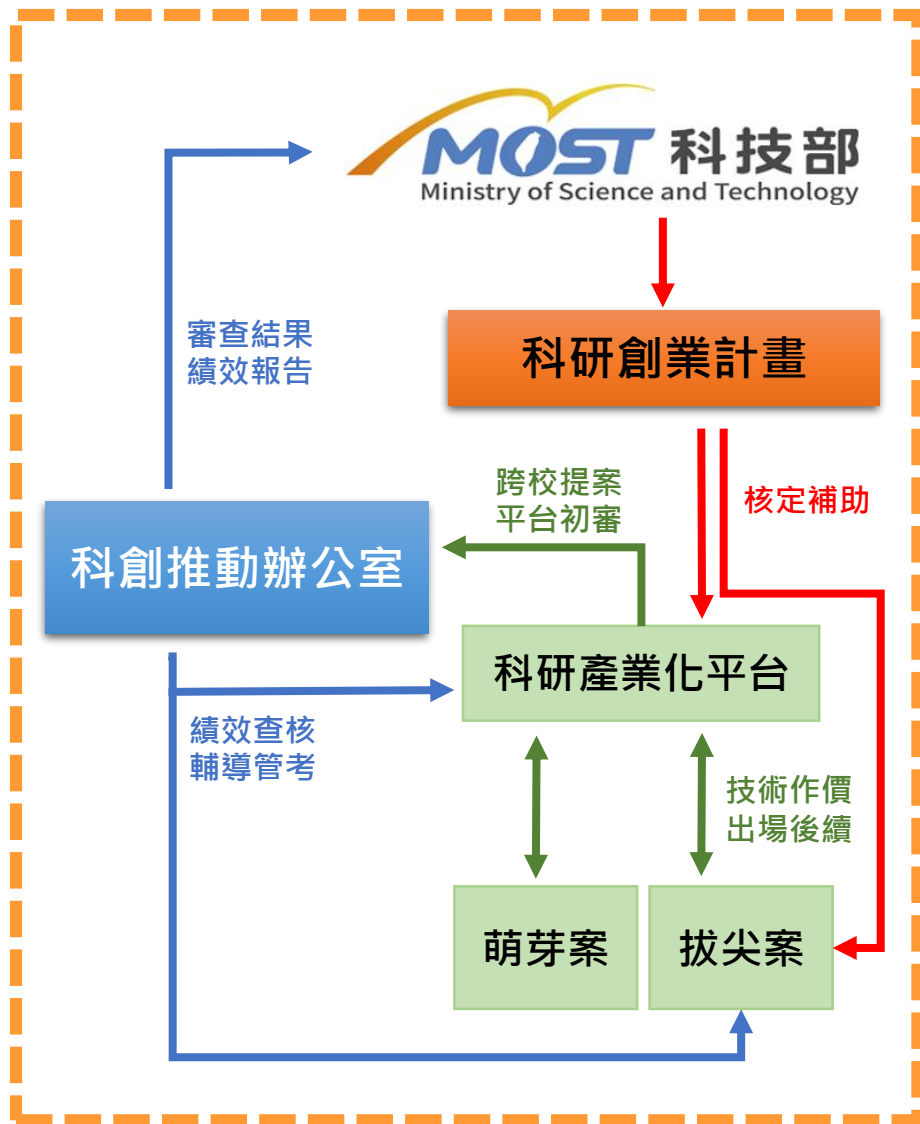 MOST 科技部
Ministry of Science and Technology
審查結果
績效報告
科研創業計畫
跨校提案
平台初審
核定補助
科創推動辦公室
科研產業化平台
績效查核
輔導管考
技術作價
出場後續
萌芽案
拔尖案